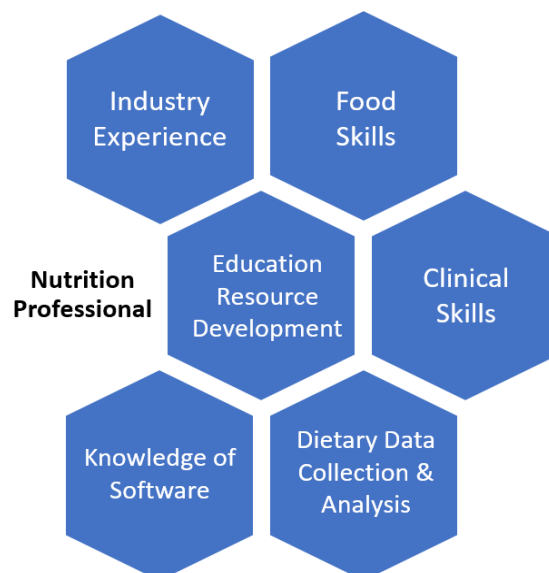 Industry
Experience
Food
Skills
Nutrition
Professional
Education
Resource
Development
Clinical
Skills
Knowledge of
Software
Dietary Data
Collection &
Analysis